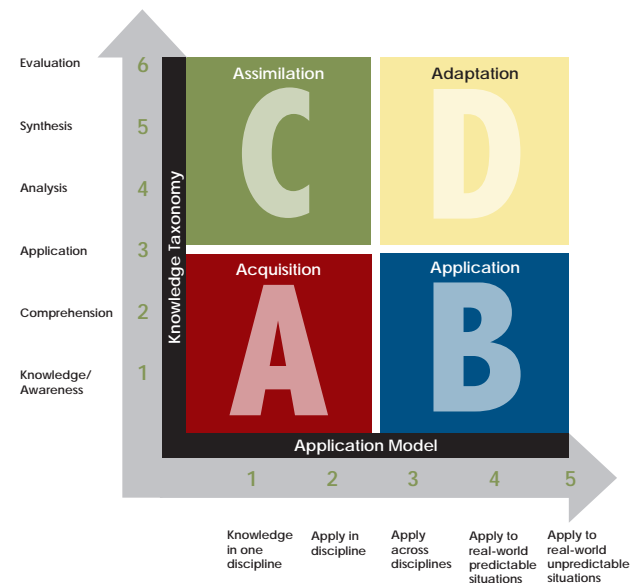 Evaluation
6
Assimilation
Adaptation
C
D
Synthesis
5
Analysis
4
Application
3
Knowledge Taxonomy
Acquisition
Application
A
B
Comprehension
2
Knowledge/
Awareness
1
Application Model
1
2
3
4
5
Knowledge
in one
discipline
Apply in
discipline
Apply
across
disciplines
Apply to
real-world
predictable
situations
Apply to
real-world
unpredictable
situations